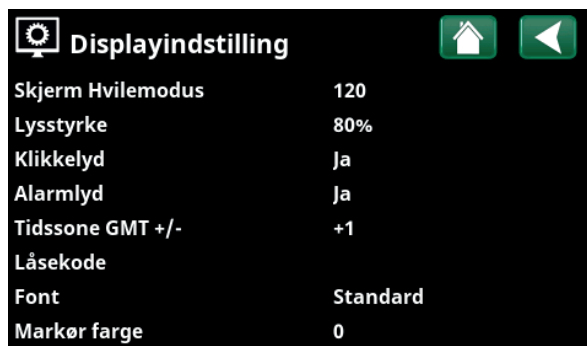 Displayindstilling
Skjerm Hvilemodus 120
Lysstyrke 80%
Klikkelyd Ja
Alarmlyd Ja
Tidssone GMT +/- +1
Låsekode
Font Standard
Markør farge 0